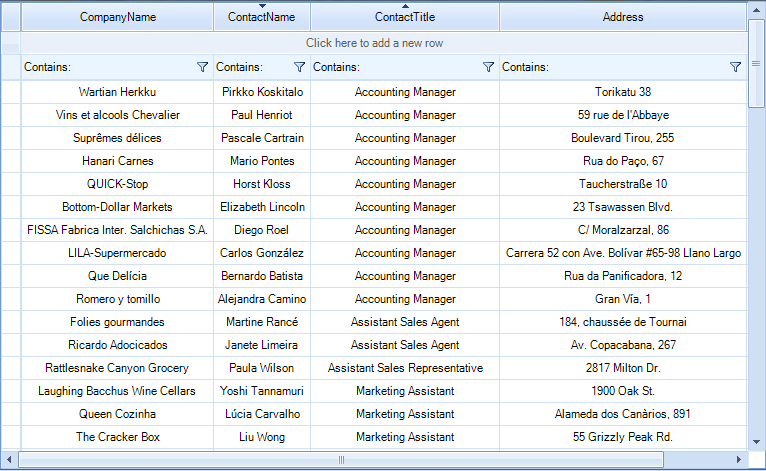 CompanyName ContactName ContactTitle Address
Click here to add a new row
Contains: Contains: Contains: Contains:
Wartian Herkku Pirkko Koskitalo Accounting Manager Torikatu 38
Vins et alcools Chevalier Paul Henriot Accounting Manager 59 rue de l'Abbaye
Suprêmes délices Pascale Cartrain Accounting Manager Boulevard Tirou, 255
Hanari Carnes Mario Pontes Accounting Manager Rua do Paço, 67
QUICK-Stop Horst Kloss Accounting Manager Taucherstraße 10
Bottom-Dollar Markets Elizabeth Lincoln Accounting Manager 23 Tsawassen Blvd.
FISSA Fabrica Inter. Salchichas S.A. Diego Roel Accounting Manager C/ Moralzarzal, 86
LILA-Supermercado Carlos González Accounting Manager Carrera 52 con Ave. Bolívar #65-98 Llano Largo
Que Delícia Bernardo Batista Accounting Manager Rua da Panificadora, 12
Romero y tomillo Alejandra Camino Accounting Manager Gran Vía, 1
Folies gourmandes Martine Rancé Assistant Sales Agent 184, chaussée de Tournai
Ricardo Adocicados Janete Limeira Assistant Sales Agent Av. Copacabana, 267
Rattlesnake Canyon Grocery Paula Wilson Assistant Sales Representative 2817 Milton Dr.
Laughing Bacchus Wine Cellars Yoshi Tannamuri Marketing Assistant 1900 Oak St.
Queen Cozinha Lúcia Carvalho Marketing Assistant Alameda dos Canàrios, 891
The Cracker Box Liu Wong Marketing Assistant 55 Grizzly Peak Rd.